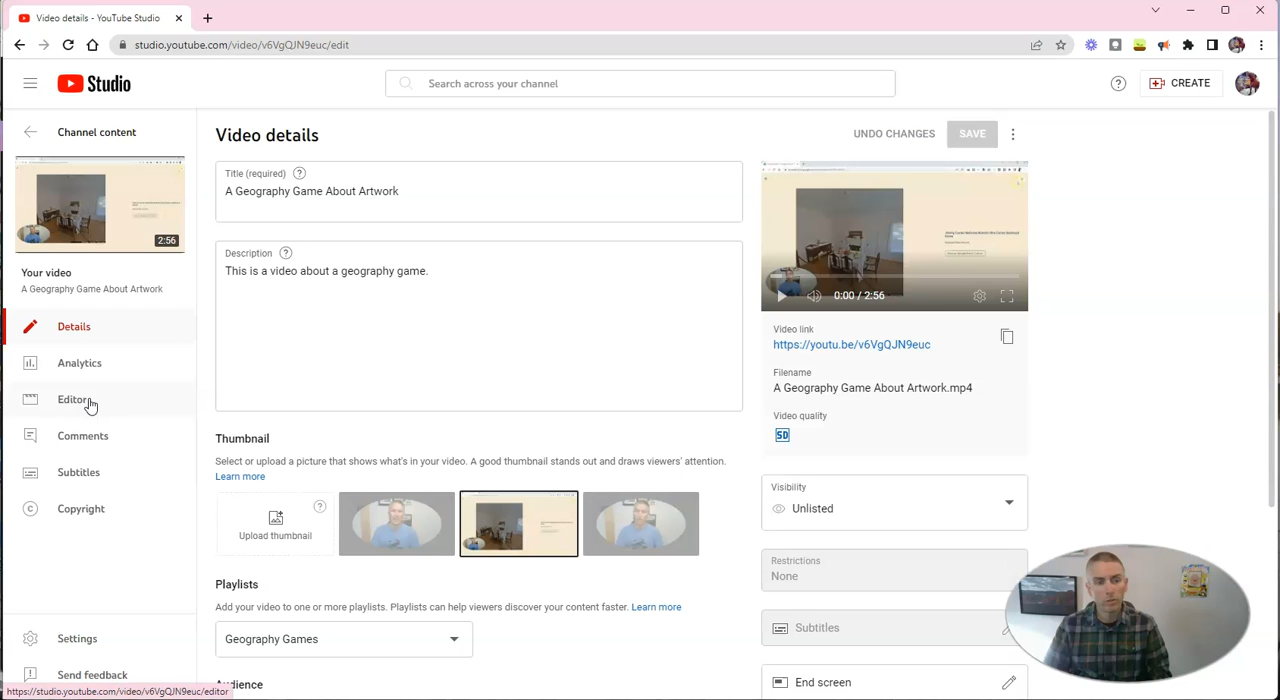 Video details - YouTube Studio
studio.youtube.com/video/v6VgQJN9euc/edit
Studio
Search across your channel
CREATE
Channel content
Video details
UNDO CHANGES
SAVE
2:56
Your video
A Geography Game About Artwork
Details
Analytics
Editor
Comments
Subtitles
Copyright
Settings
Send feedback
https://studio.youtube.com/video/v6VgQJN9euc/editor
Title (required)
A Geography Game About Artwork
Description
This is a video about a geography game.
Thumbnail
Select or upload a picture that shows what's in your video. A good thumbnail stands out and draws viewers' attention.
Learn more
Upload thumbnail
Playlists
Add your video to one or more playlists. Playlists can help viewers discover your content faster. Learn more
Geography Games
Audience
0:00 / 2:56
Video link
https://youtu.be/v6VgQJN9euc
Filename
A Geography Game About Artwork.mp4
Video quality
SD
Visibility
Unlisted
Restrictions
None
Subtitles
End screen